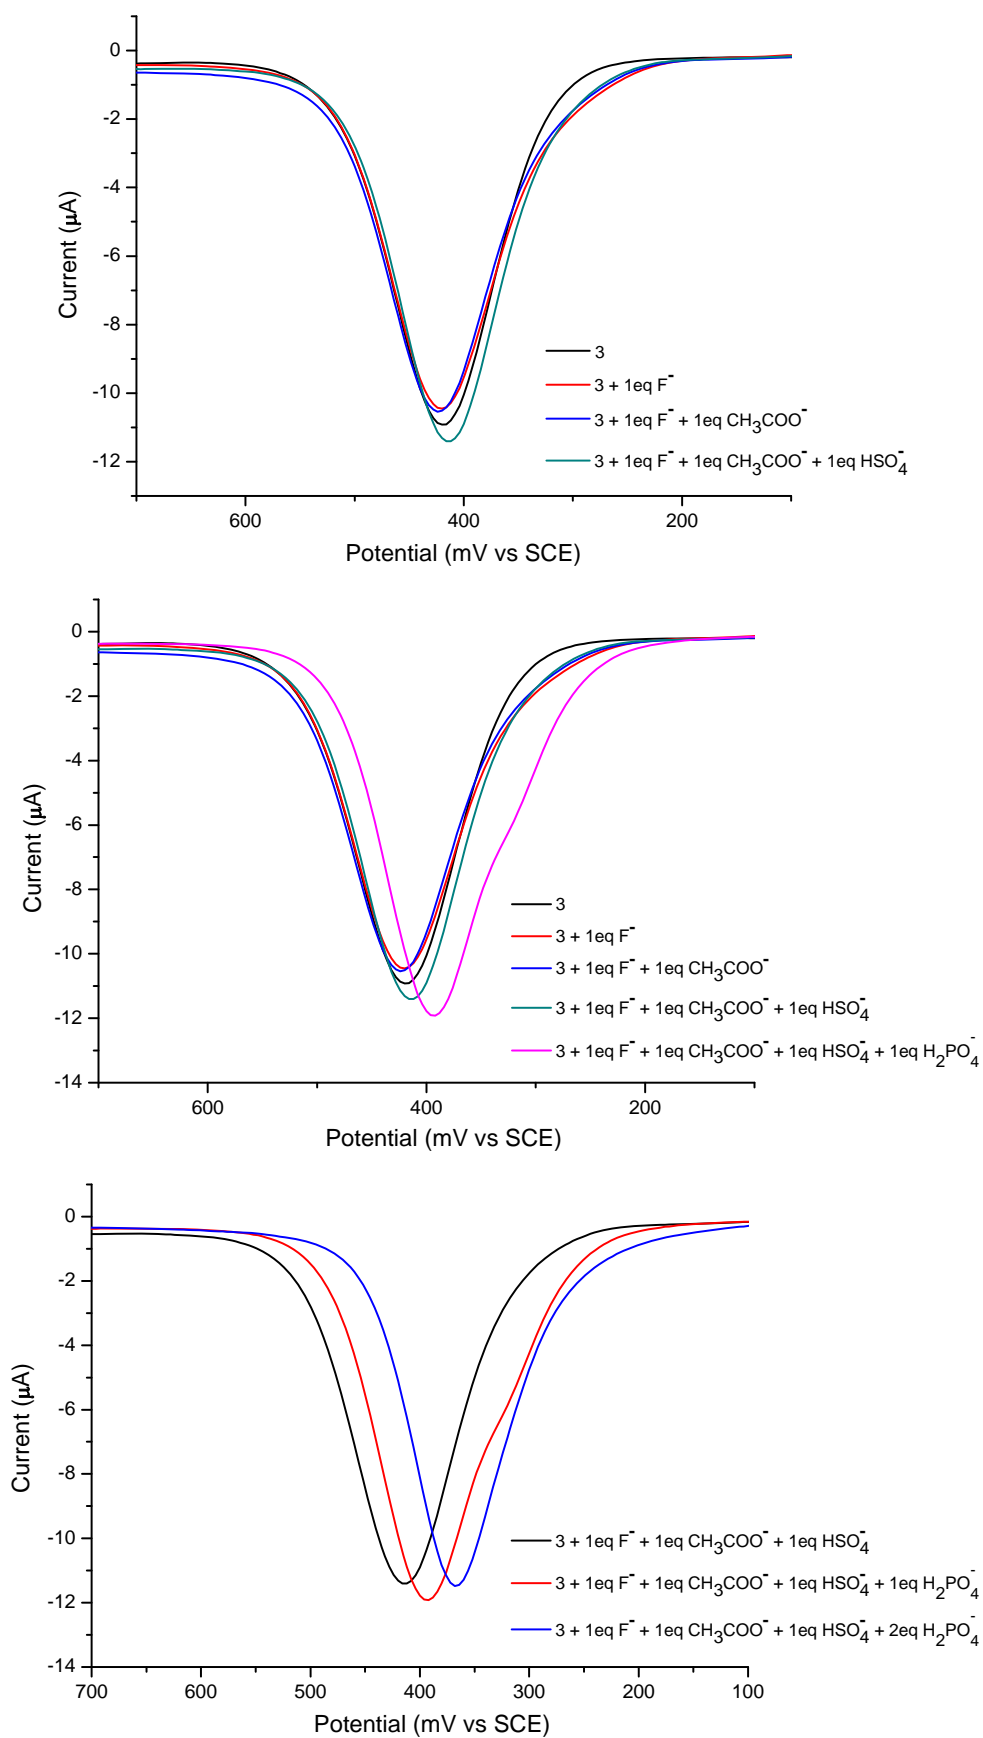 0
-2
-4
-6
-8
-10
-12
Current (μA)
600
400
200
Potential (mV vs SCE)
3
3 + 1eq F⁻
3 + 1eq F⁻ + 1eq CH₃COO⁻
3 + 1eq F⁻ + 1eq CH₃COO⁻ + 1eq HSO₄⁻
0
-2
-4
-6
-8
-10
-12
-14
Current (μA)
600
400
200
Potential (mV vs SCE)
3
3 + 1eq F⁻
3 + 1eq F⁻ + 1eq CH₃COO⁻
3 + 1eq F⁻ + 1eq CH₃COO⁻ + 1eq HSO₄⁻
3 + 1eq F⁻ + 1eq CH₃COO⁻ + 1eq HSO₄⁻ + 1eq H₂PO₄⁻
0
-2
-4
-6
-8
-10
-12
-14
Current (μA)
700
500
400
300
200
100
Potential (mV vs SCE)
3 + 1eq F⁻ + 1eq CH₃COO⁻ + 1eq HSO₄⁻
3 + 1eq F⁻ + 1eq CH₃COO⁻ + 1eq HSO₄⁻ + 1eq H₂PO₄⁻
3 + 1eq F⁻ + 1eq CH₃COO⁻ + 1eq HSO₄⁻ + 2eq H₂PO₄⁻